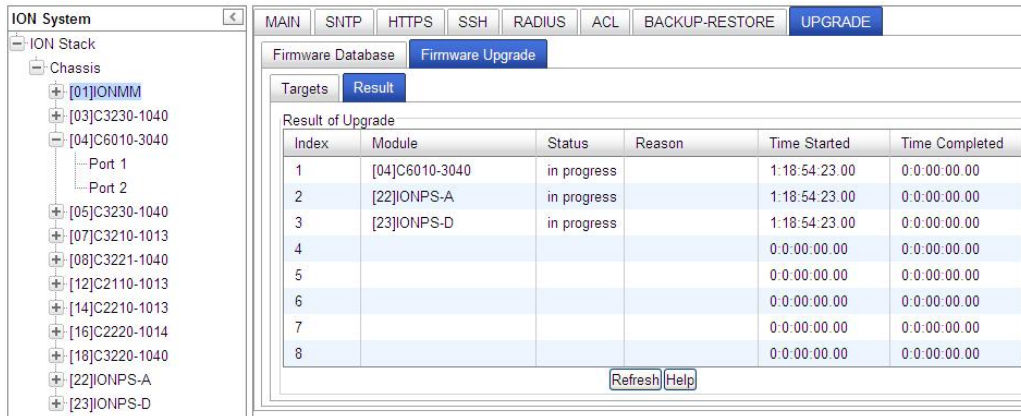 ION System
ION Stack
Chassis
[01]IONMM
[03]C3230-1040
[04]C6010-3040
Port 1
Port 2
[05]C3230-1040
[07]C3210-1013
[08]C3221-1040
[12]C2110-1013
[14]C2210-1013
[16]C2220-1014
[18]C3220-1040
[22]IONPS-A
[23]IONPS-D
MAIN SNTP HTTPS SSH RADIUS ACL BACKUP-RESTORE UPGRADE
Firmware Database Firmware Upgrade
Targets Result
Result of Upgrade
Index Module Status Reason Time Started Time Completed
1 [04]C6010-3040 in progress 1:18:54:23.00 0:0:00:00.00
2 [22]IONPS-A in progress 1:18:54:23.00 0:0:00:00.00
3 [23]IONPS-D in progress 1:18:54:23.00 0:0:00:00.00
4 0:0:00:00.00 0:0:00:00.00
5 0:0:00:00.00 0:0:00:00.00
6 0:0:00:00.00 0:0:00:00.00
7 0:0:00:00.00 0:0:00:00.00
8 0:0:00:00.00 0:0:00:00.00
Refresh Help